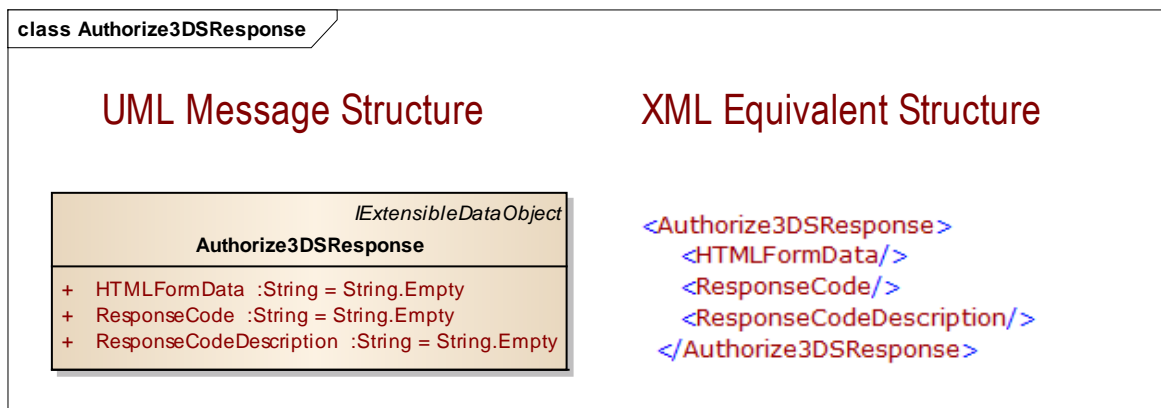 class Authorize3DSResponse
UML Message Structure
XML Equivalent Structure
IExtensibleDataObject
Authorize3DSResponse
+ HTMLFormData :String = String.Empty
+ ResponseCode :String = String.Empty
+ ResponseCodeDescription :String = String.Empty
<Authorize3DSResponse>
<HTMLFormData/>
<ResponseCode/>
<ResponseCodeDescription/>
</Authorize3DSResponse>